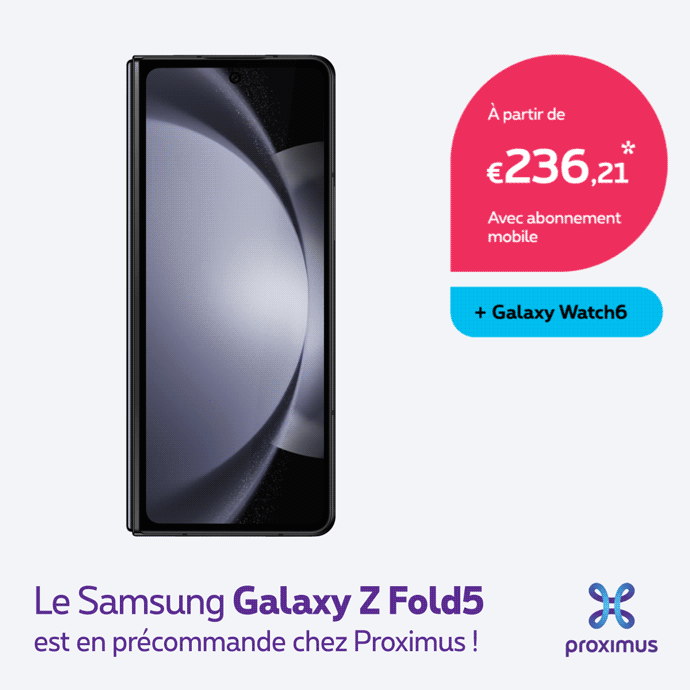 À partir de
€236,21*
Avec abonnement
mobile
+ Galaxy Watch6
Le Samsung Galaxy Z Fold5
est en précommande chez Proximus !
proximus